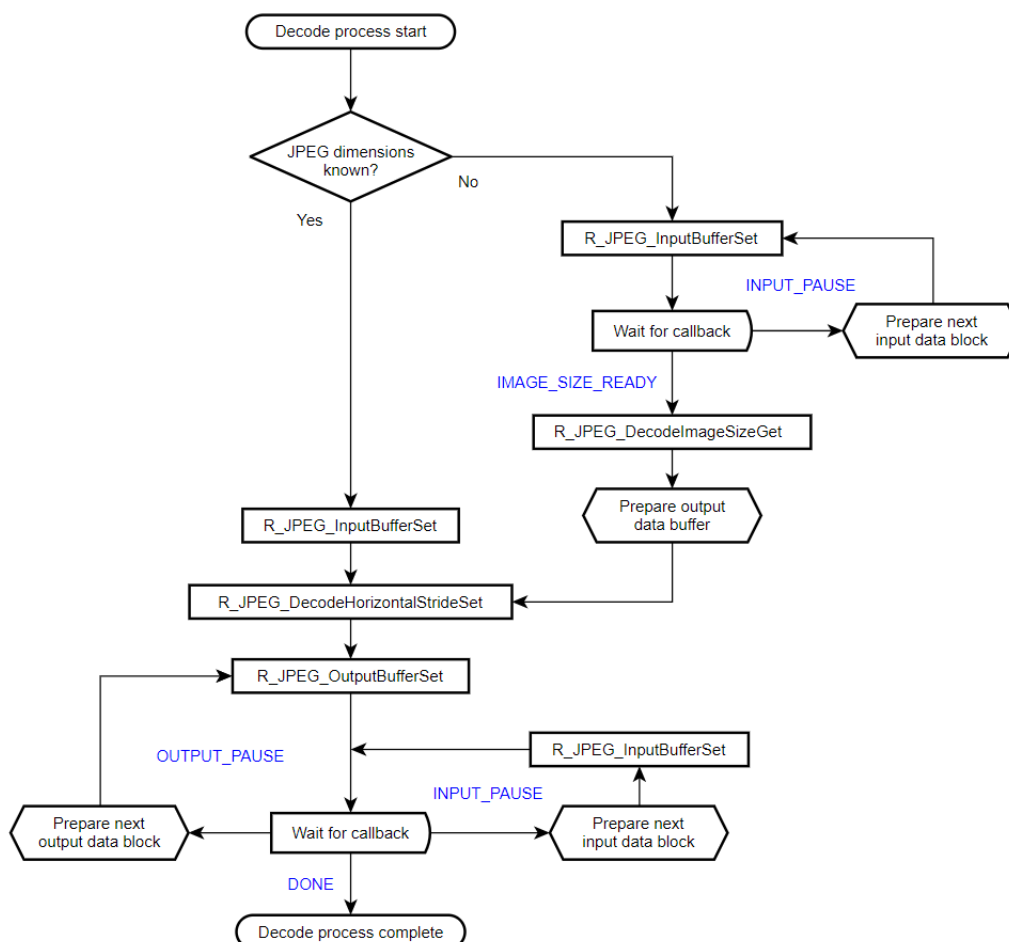 Decode process start
JPEG dimensions
known?
No
Yes
R_JPEG_InputBufferSet
INPUT_PAUSE
Wait for callback
Prepare next
input data block
IMAGE_SIZE_READY
R_JPEG_DecodeImageSizeGet
Prepare output
data buffer
R_JPEG_InputBufferSet
R_JPEG_DecodeHorizontalStrideSet
R_JPEG_OutputBufferSet
OUTPUT_PAUSE
R_JPEG_InputBufferSet
INPUT_PAUSE
Prepare next
output data block
Wait for callback
Prepare next
input data block
DONE
Decode process complete